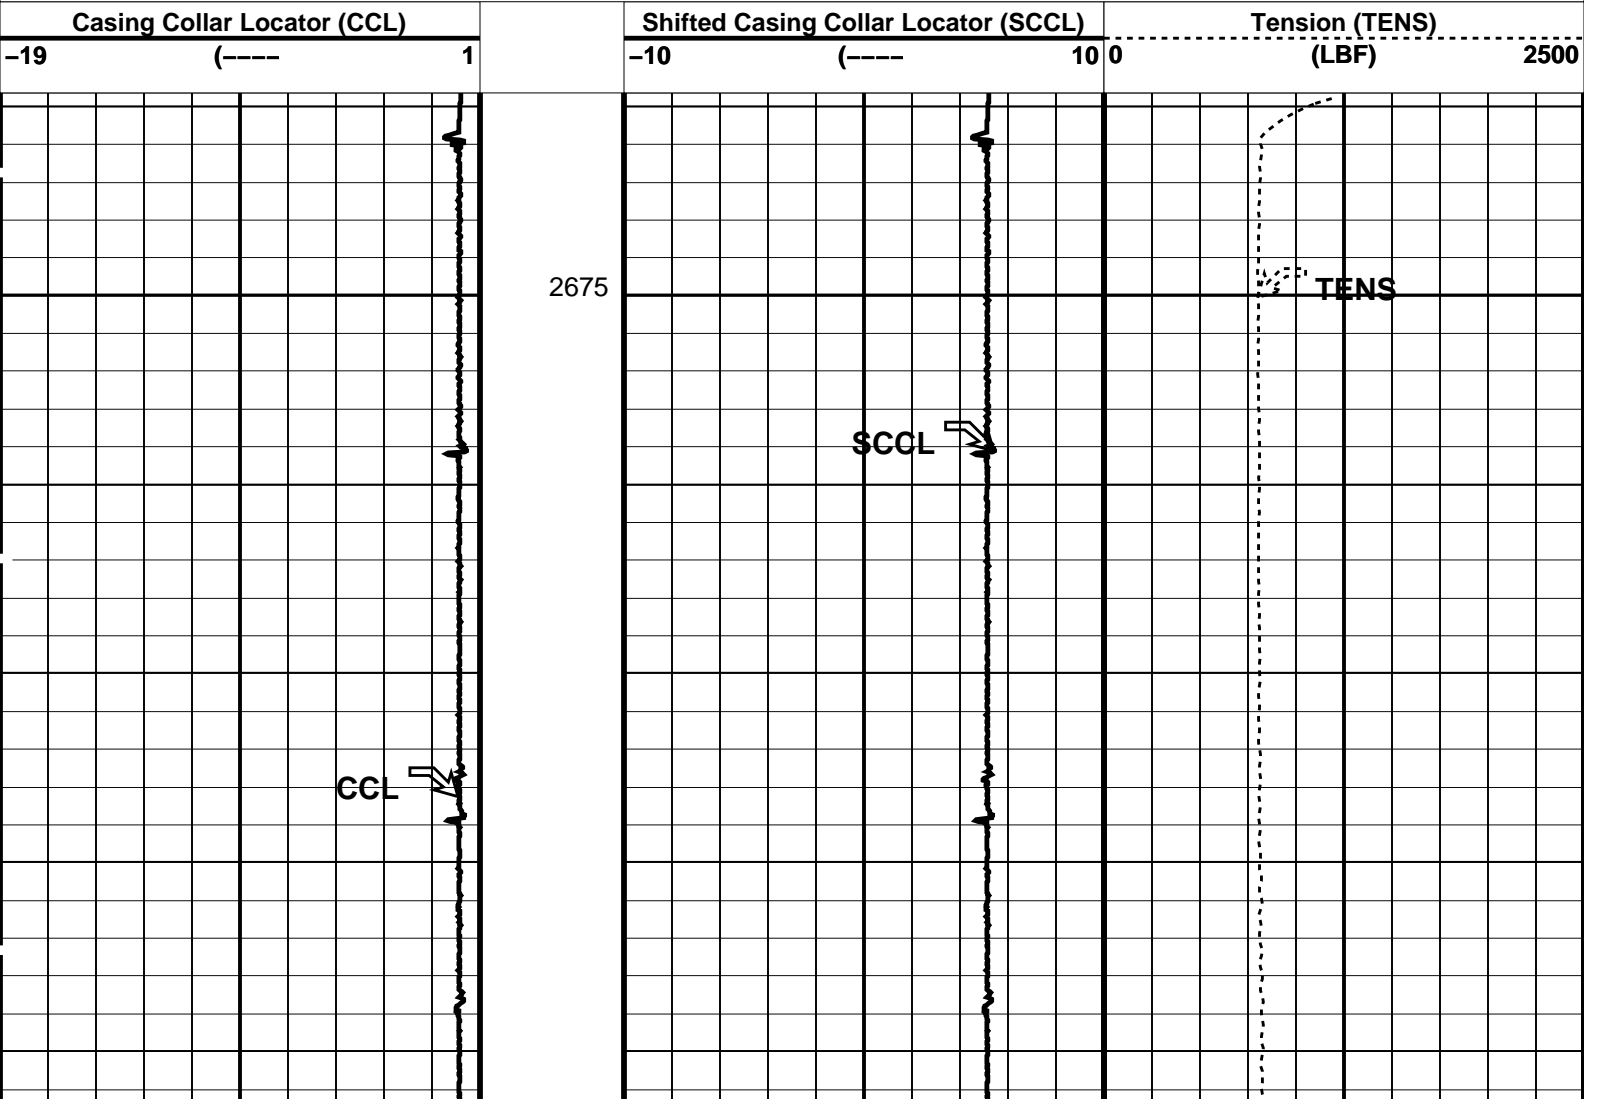 Casing Collar Locator (CCL) Shifted Casing Collar Locator (SCCL) Tension (TENS)
−19 (−−−− 1 −10 (−−−− 10 0 (LBF) 2500
2675 TENS
SCCL
CCL